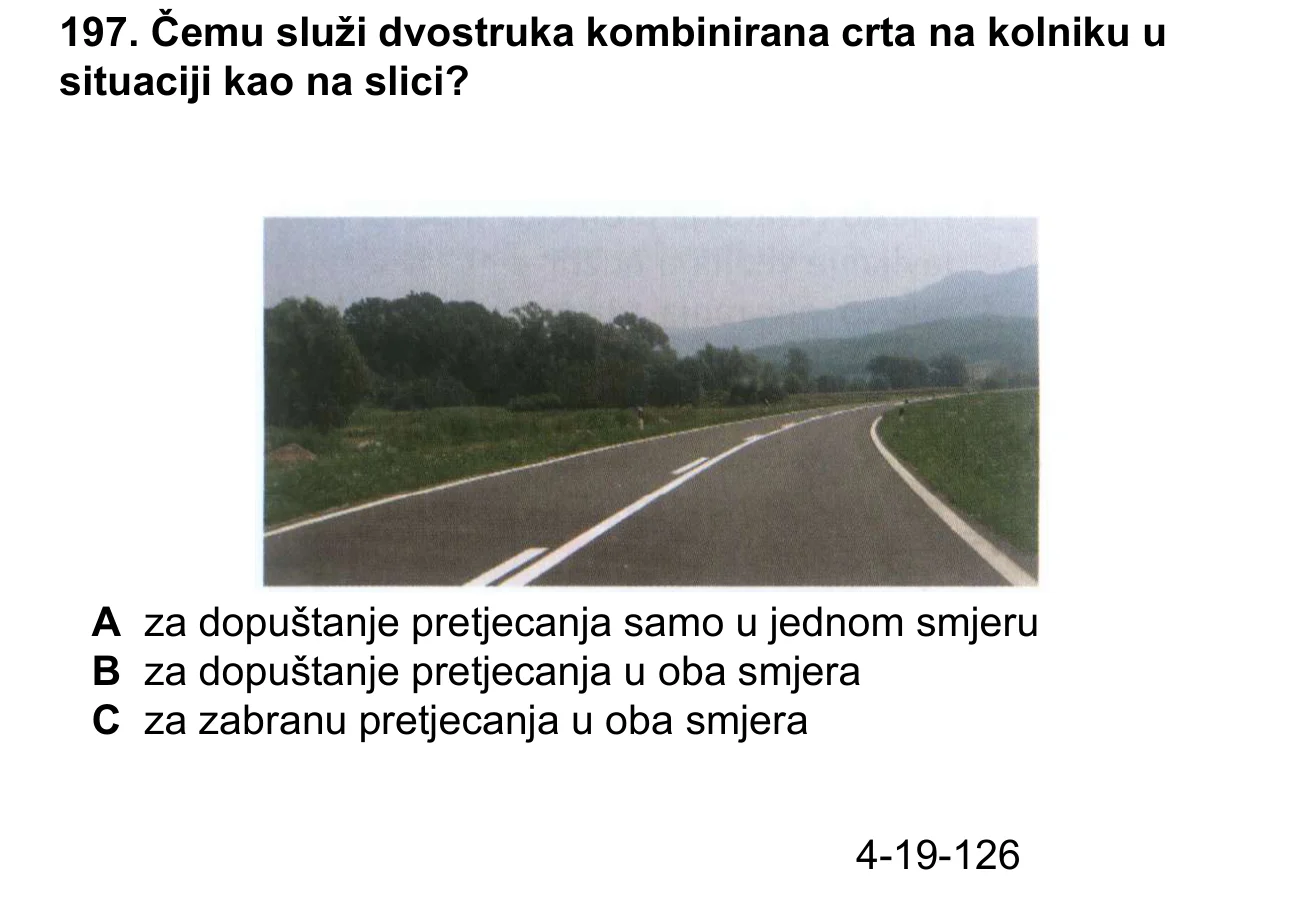 197. Čemu služi dvostruka kombinirana crta na kolniku u
situaciji kao na slici?
A za dopuštanje pretjecanja samo u jednom smjeru
B za dopuštanje pretjecanja u oba smjera
C za zabranu pretjecanja u oba smjera
4-19-126